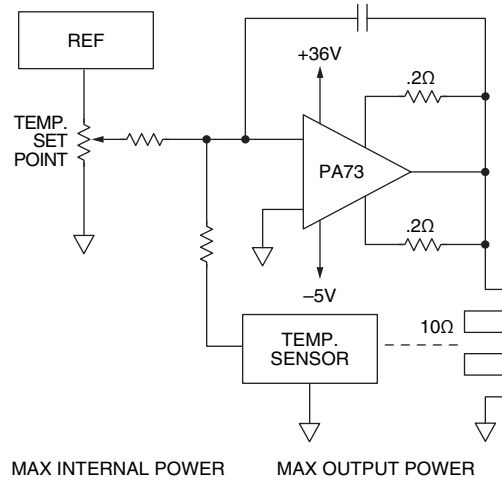 REF
+36V
.2Ω
TEMP.
SET
POINT
PA73
.2Ω
–5V
TEMP.
SENSOR
10Ω
MAX INTERNAL POWER
MAX OUTPUT POWER